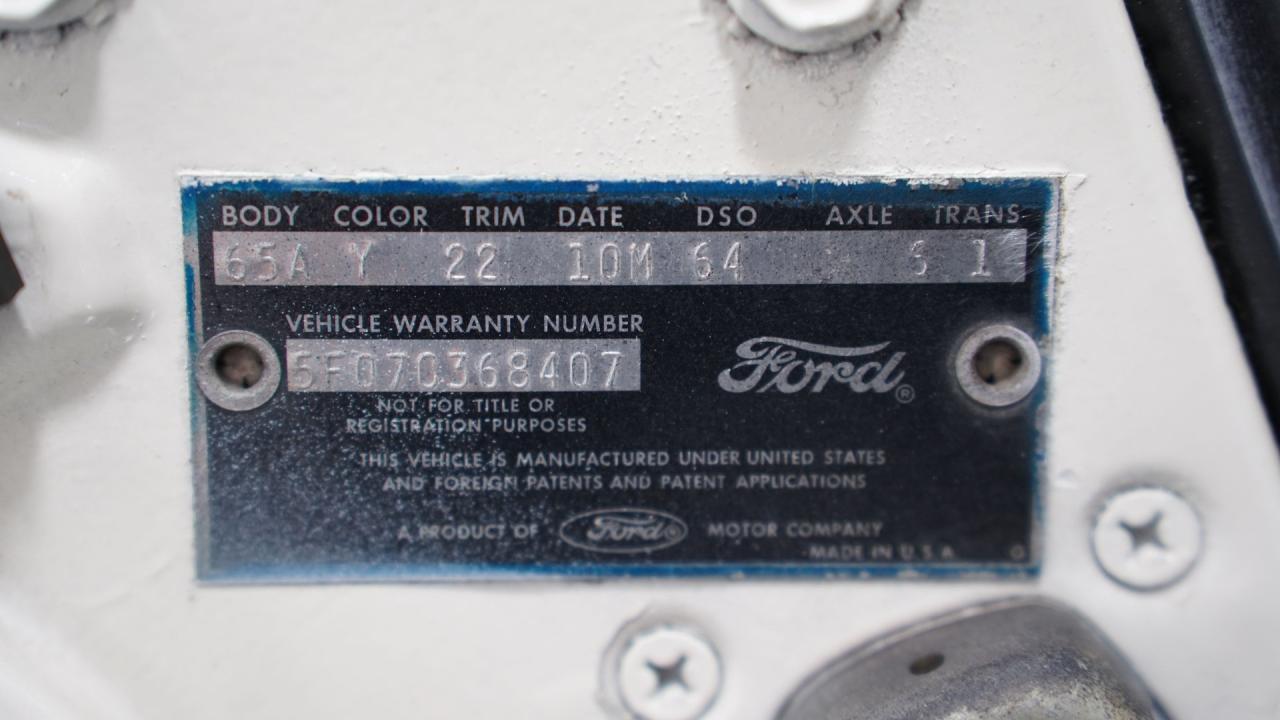 BODY COLOR TRIM DATE DSO AXLE TRANS
65A Y 22 10M 64 6 1
VEHICLE WARRANTY NUMBER
5F07C368407
Ford®
NOT FOR TITLE OR
REGISTRATION PURPOSES
THIS VEHICLE IS MANUFACTURED UNDER UNITED STATES
AND FOREIGN PATENTS AND PATENT APPLICATIONS
A PRODUCT OF Ford® MOTOR COMPANY
MADE IN U.S.A. G